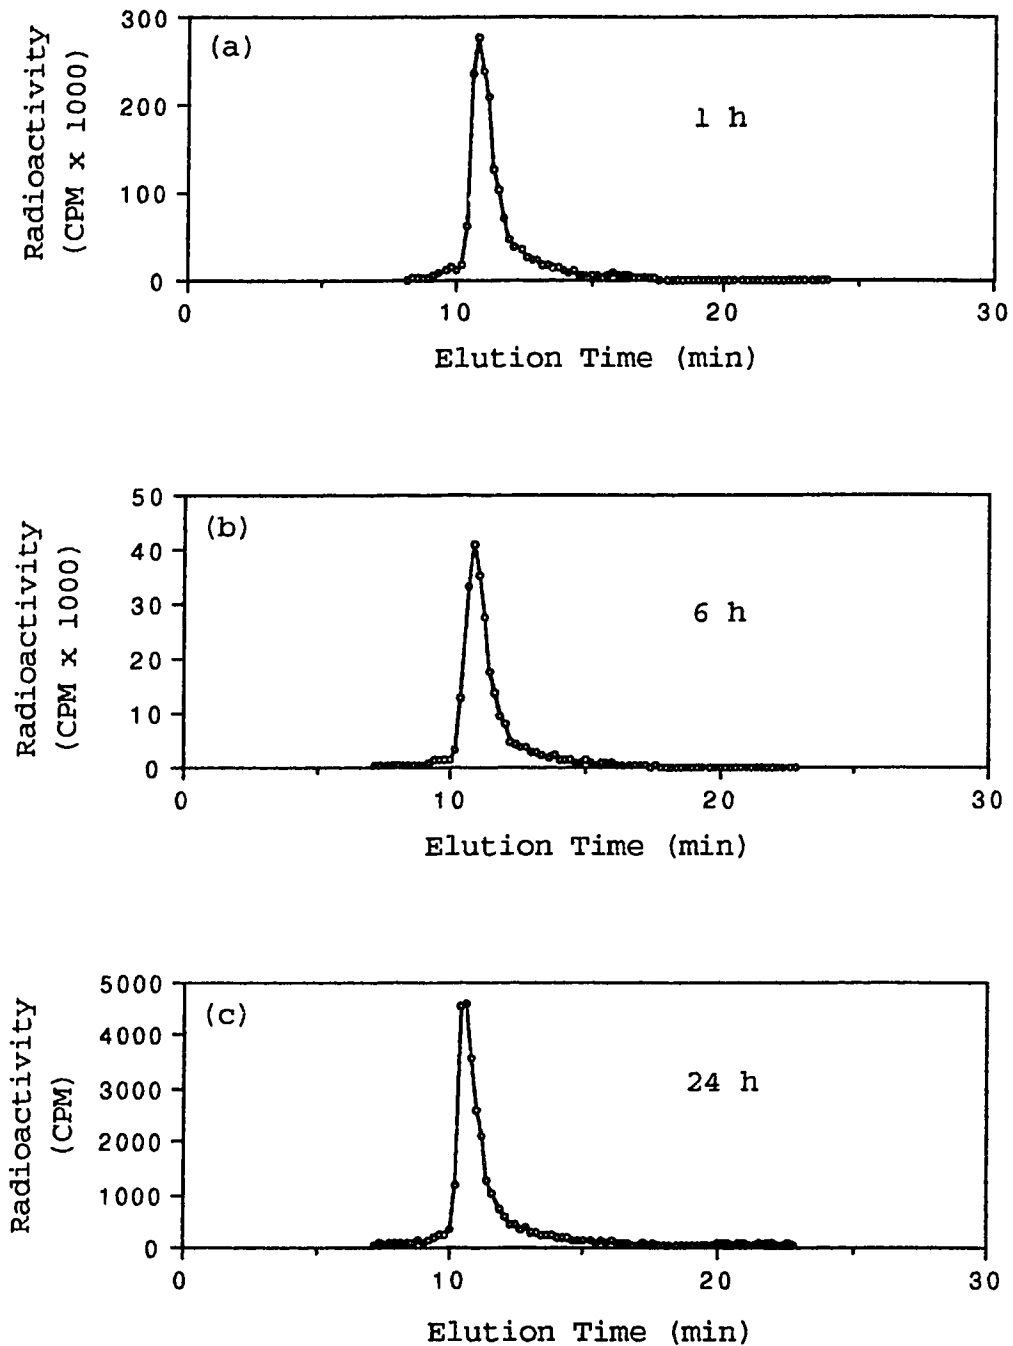 Radioactivity
(CPM x 1000)
(a)
1 h
300
200
100
0
0 10 20 30
Elution Time (min)
Radioactivity
(CPM x 1000)
(b)
6 h
50
40
30
20
10
0
0 10 20 30
Elution Time (min)
Radioactivity
(CPM)
(c)
24 h
5000
4000
3000
2000
1000
0
0 10 20 30
Elution Time (min)